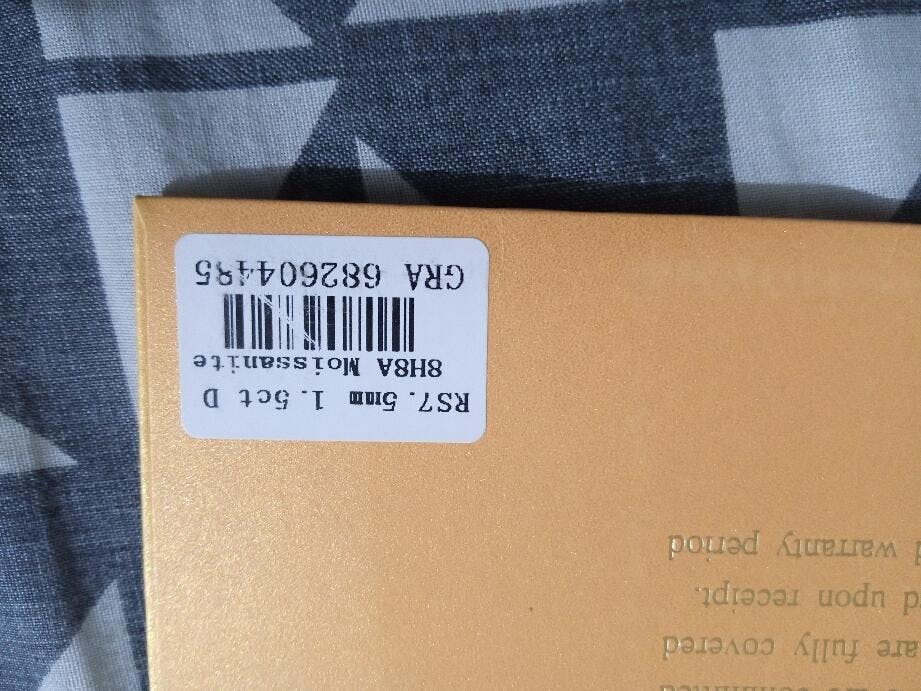 are fully covered
upon receipt.
warranty period
RS7.5mm 1.5ct D
8H8A Moissanite
GRA 682604485